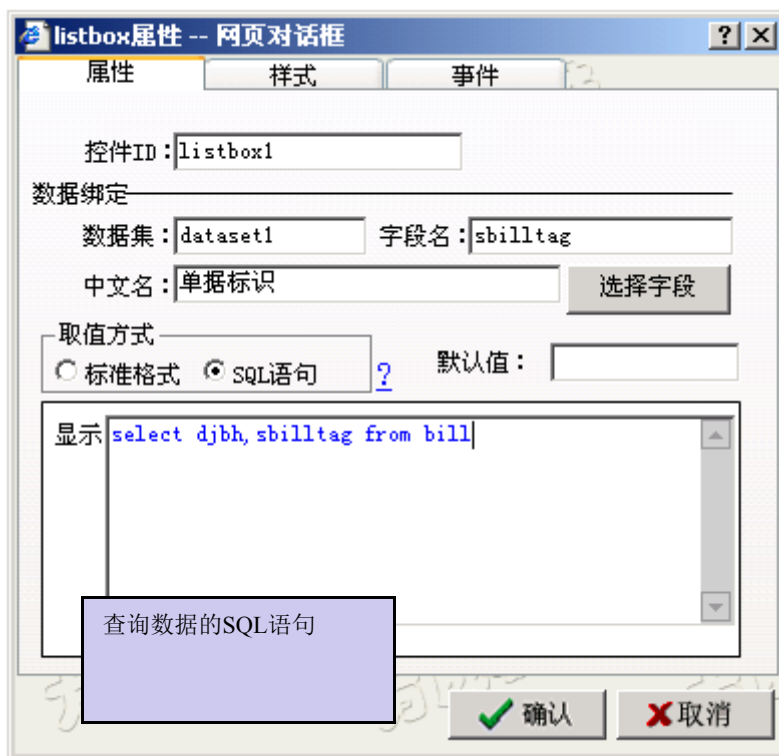 listbox属性 -- 网页对话框
属性 样式 事件
控件ID：listbox1
数据绑定
数据集：dataset1 字段名：sbilltag
中文名：单据标识 选择字段
取值方式
标准格式 SQL语句 ? 默认值：
显示 select djbh,sbilltag from bill
查询数据的SQL语句
确认 取消